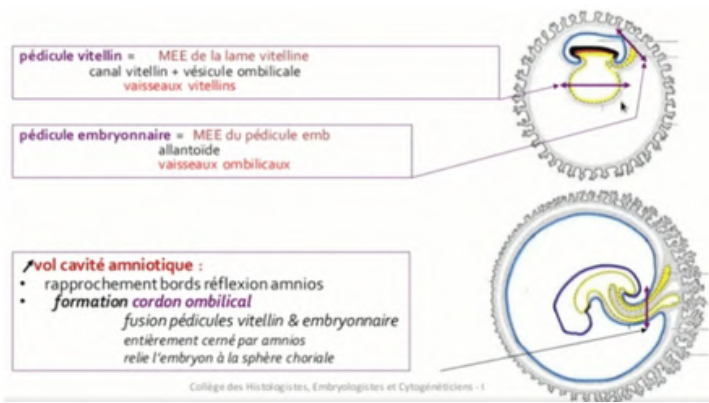 pédicule vitellin = MEE de la lame vitelline
canal vitellin + vésicule ombilicale
vaisseaux vitellins
pédicule embryonnaire = MEE du pédicule emb
allantoïde
vaisseaux ombilicaux
↗vol cavité amniotique :
• rapprochement bords réflexion amnios
• formation cordon ombilical
fusion pédicules vitellin & embryonnaire
entièrement cerné par amnios
relie l'embryon à la sphère choriale
Collège des Histologistes, Embryologistes et Cytogénéticiens - I